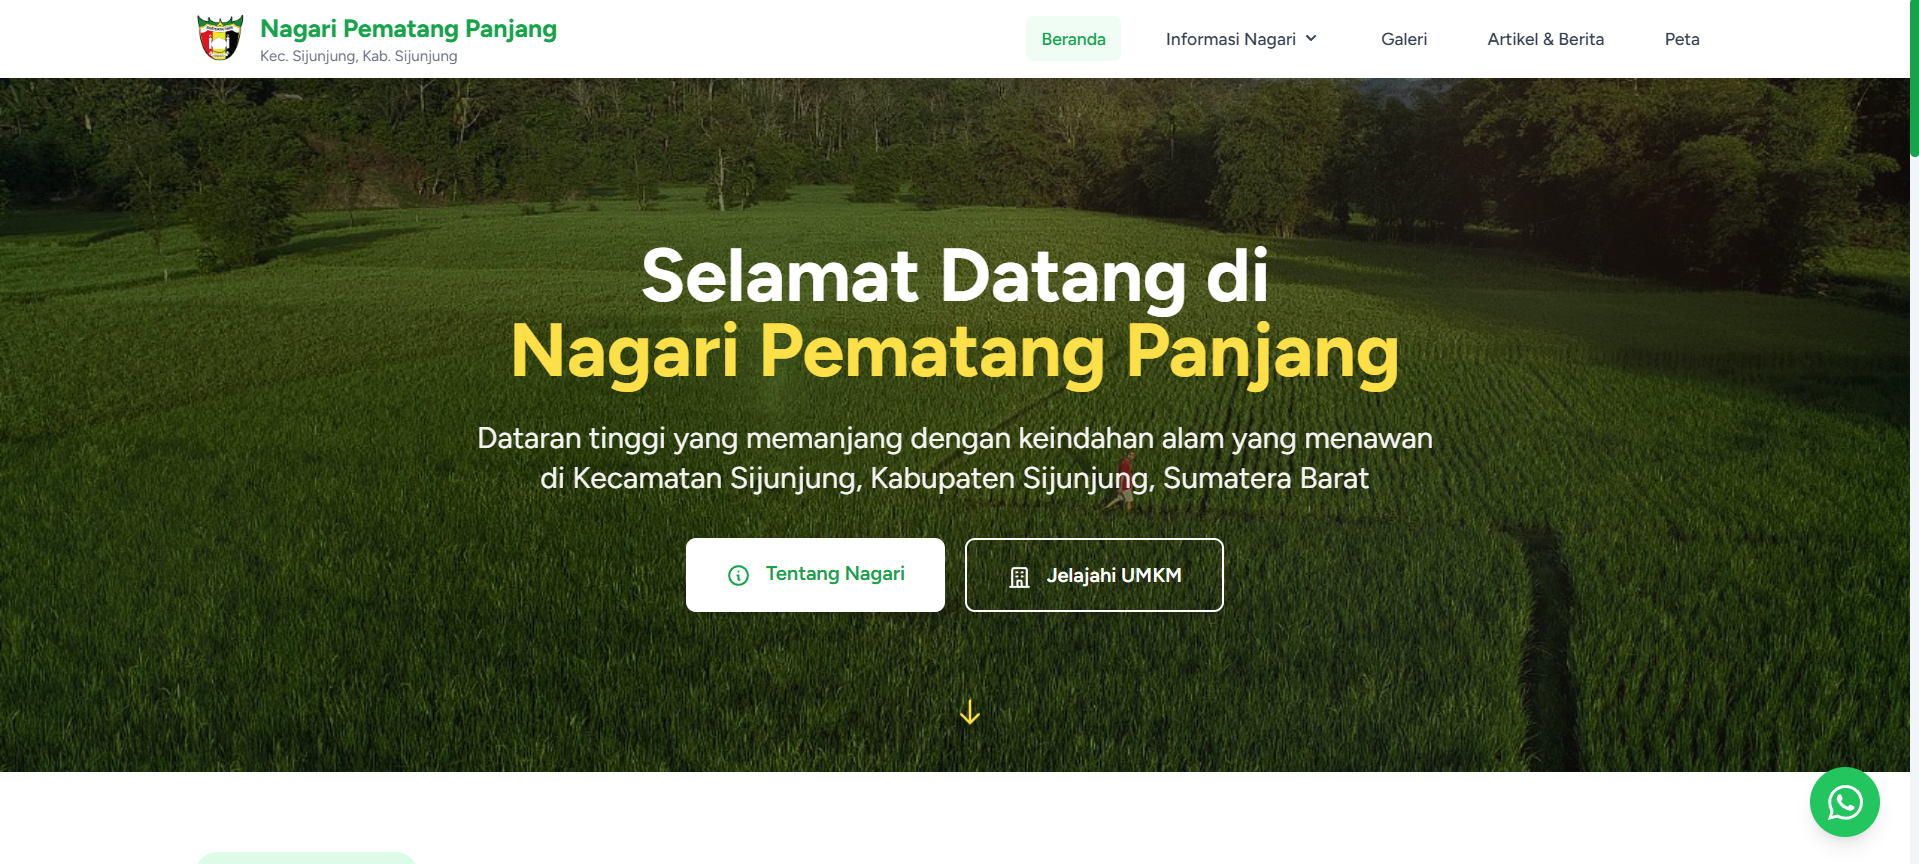 Nagari Pematang Panjang
Kec. Sijunjung, Kab. Sijunjung
Beranda
Informasi Nagari
Galeri
Artikel & Berita
Peta
Selamat Datang di
Nagari Pematang Panjang
Dataran tinggi yang memanjang dengan keindahan alam yang menawan
di Kecamatan Sijunjung, Kabupaten Sijunjung, Sumatera Barat
Tentang Nagari
Jelajahi UMKM